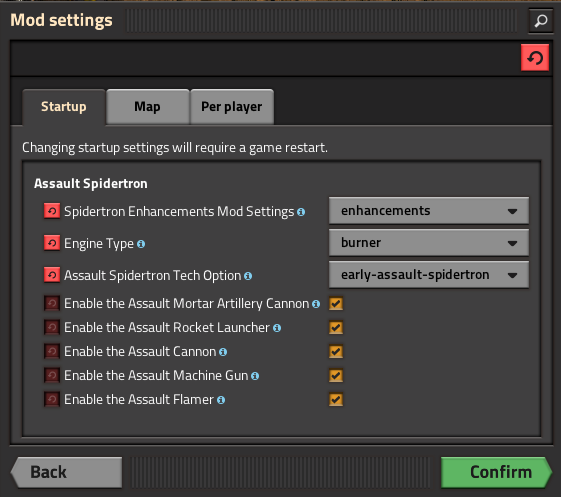 Mod settings
Startup
Map
Per player
Changing startup settings will require a game restart.
Assault Spidertron
Spidertron Enhancements Mod Settings
enhancements
Engine Type
burner
Assault Spidertron Tech Option
early-assault-spidertron
Enable the Assault Mortar Artillery Cannon
Enable the Assault Rocket Launcher
Enable the Assault Cannon
Enable the Assault Machine Gun
Enable the Assault Flamer
Back
Confirm